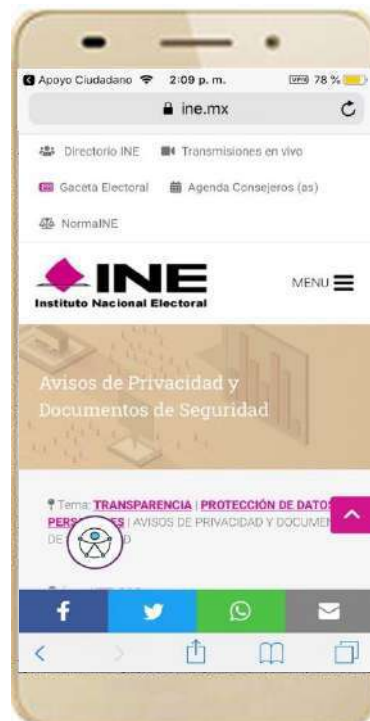 Apoyo Ciudadano 2:09 p. m. VPN 78 %
ine.mx
Directorio INE Transmisiones en vivo
Gaceta Electoral Agenda Consejeros (as)
NormaINE
INE
Instituto Nacional Electoral
MENU
Avisos de Privacidad y
Documentos de Seguridad
Tema: TRANSPARENCIA | PROTECCIÓN DE DATOS
| AVISOS DE PRIVACIDAD Y
DE